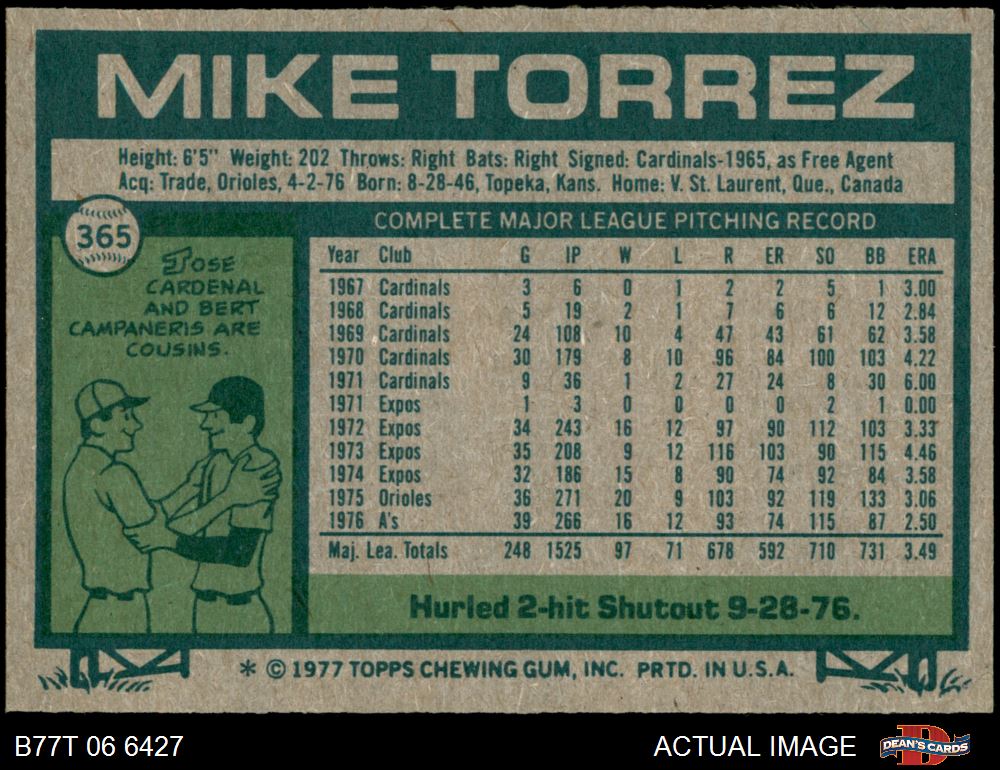 MIKE TORREZ
Height: 6'5" Weight: 202 Throws: Right Bats: Right Signed: Cardinals-1965, as Free Agent
Acq: Trade, Orioles, 4-2-76 Born: 8-28-46, Topeka, Kans. Home: V. St. Laurent, Que., Canada
365
JOSE
CARDENAL
AND BERT
CAMPANERIS ARE
COUSINS.
COMPLETE MAJOR LEAGUE PITCHING RECORD
Year Club G IP W L R ER SO BB ERA
1967 Cardinals 3 6 0 1 2 2 5 1 3.00
1968 Cardinals 5 19 2 1 7 6 6 12 2.84
1969 Cardinals 24 108 10 4 47 43 61 62 3.58
1970 Cardinals 30 179 8 10 96 84 100 103 4.22
1971 Cardinals 9 36 1 2 27 24 8 30 6.00
1971 Expos 1 3 0 0 0 0 2 1 0.00
1972 Expos 34 243 16 12 97 90 112 103 3.33
1973 Expos 35 208 9 12 116 103 90 115 4.46
1974 Expos 32 186 15 8 90 74 92 84 3.58
1975 Orioles 36 271 20 9 103 92 119 133 3.06
1976 A's 39 266 16 12 93 74 115 87 2.50
Maj. Lea. Totals 248 1525 97 71 678 592 710 731 3.49
Hurled 2-hit Shutout 9-28-76.
* © 1977 TOPPS CHEWING GUM, INC. PRTD. IN U.S.A.
B77T 06 6427
ACTUAL IMAGE
DEAN'S CARDS